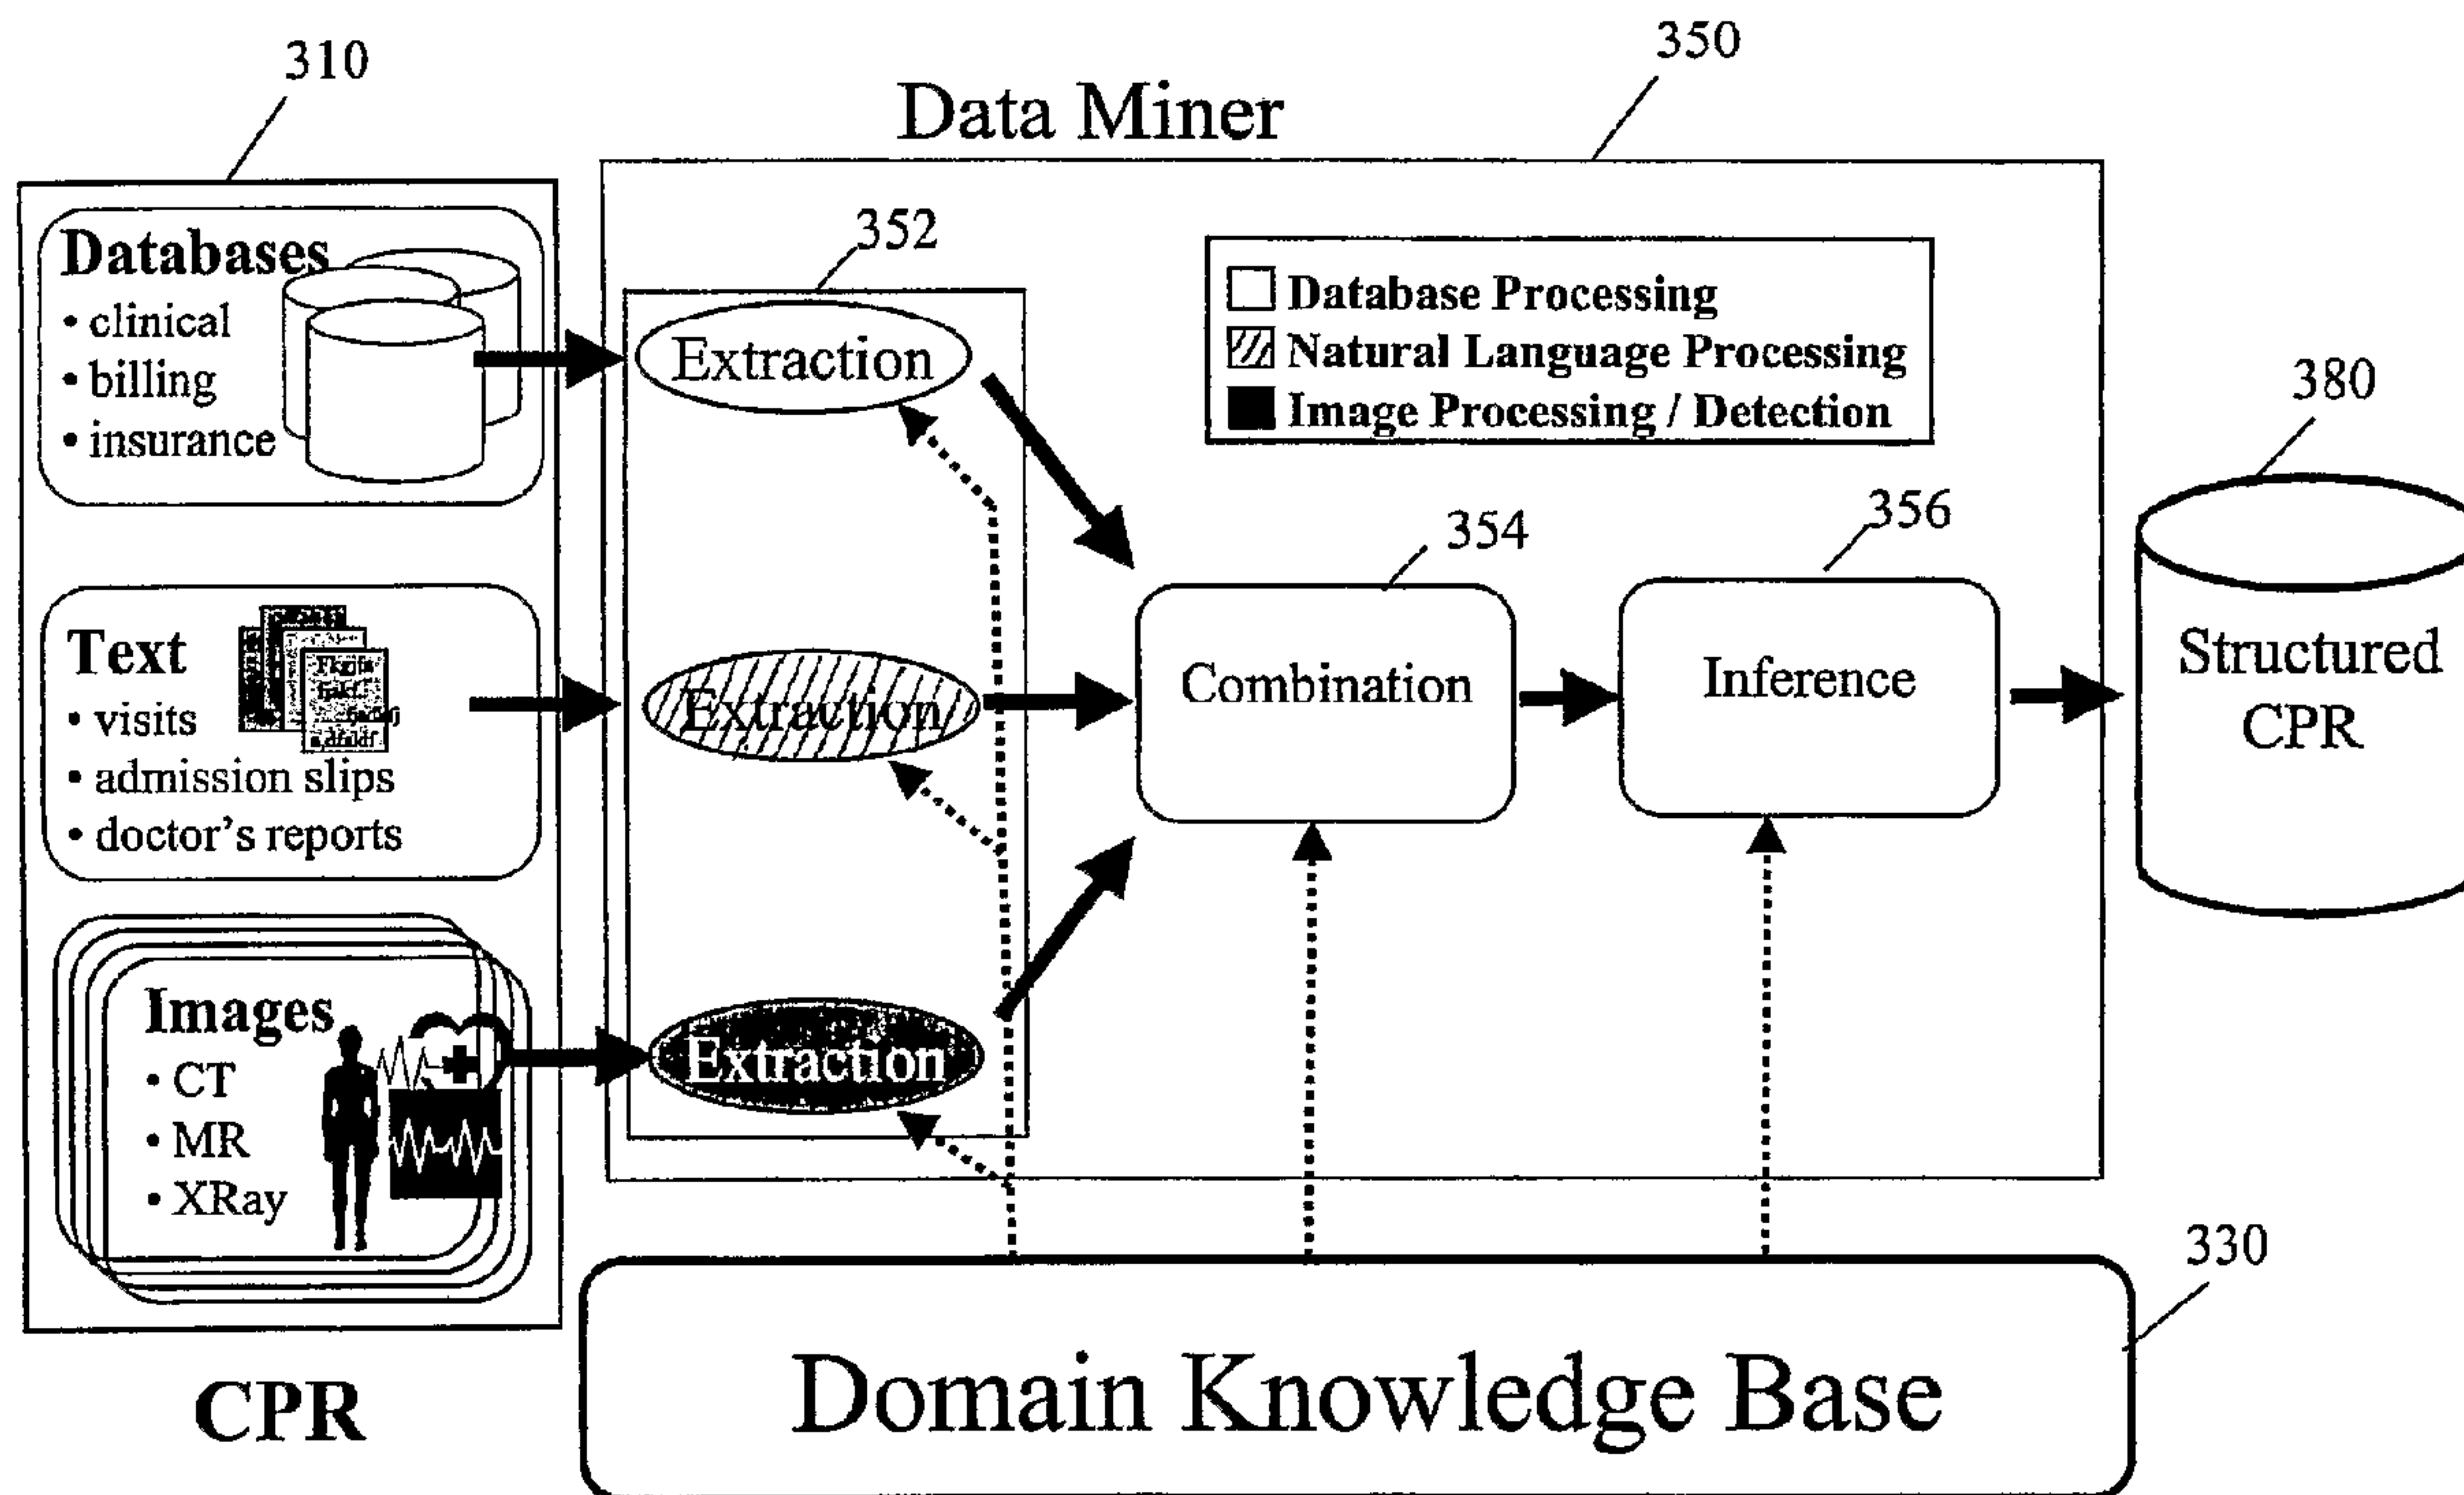 310
350
Data Miner
Databases
• clinical
• billing
• insurance
352
Extraction
Database Processing
Natural Language Processing
Image Processing / Detection
380
Structured
CPR
354
Combination
356
Inference
Text
• visits
• admission slips
• doctor's reports
Extraction
Images
• CT
• MR
• XRay
Extraction
330
CPR
Domain Knowledge Base